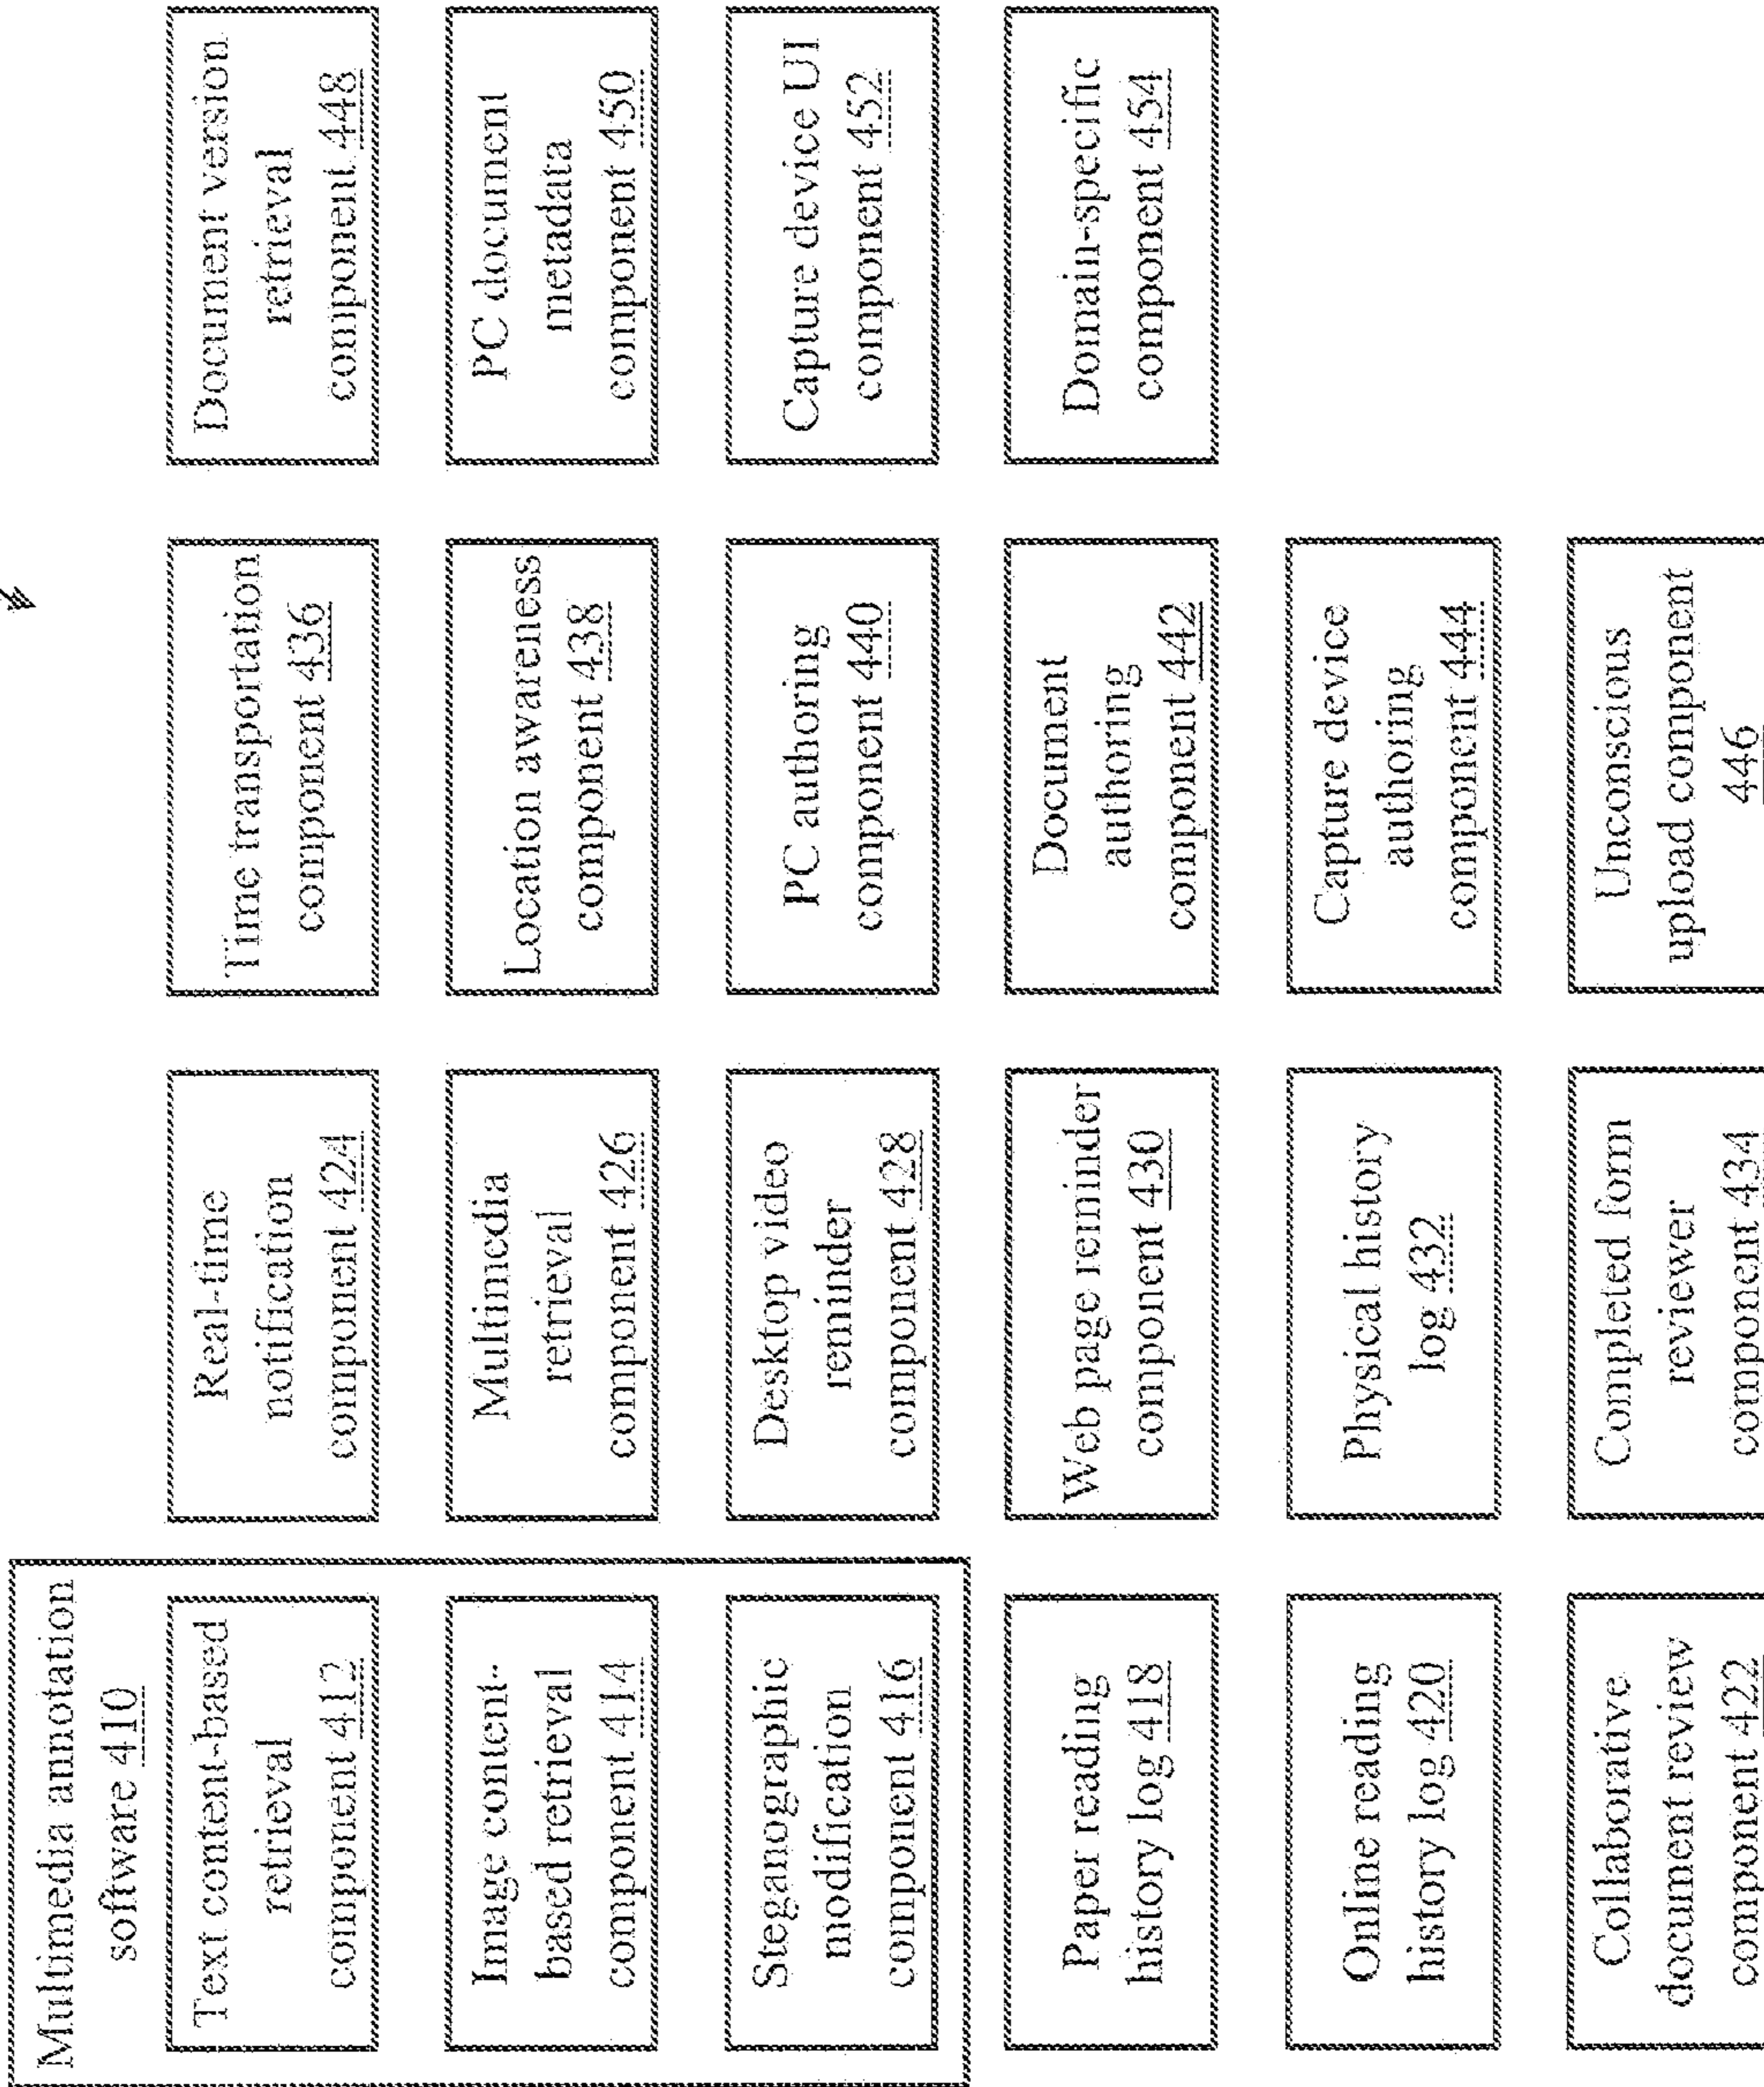 Multimedia annotation
software 410
Text content-based
retrieval
component 412
Image content-
based retrieval
component 414
Steganographic
modification
component 416
Paper reading
history log 418
Online reading
history log 420
Collaborative
document review
component 422
Real-time
notification
component 424
Multimedia
retrieval
component 426
Desktop video
reminder
component 428
Web page reminder
component 430
Physical history
log 432
Completed form
reviewer
component 434
Time transportation
component 436
Location awareness
component 438
PC authoring
component 440
Document
authoring
component 442
Capture device
authoring
component 444
Unconscious
upload component
446
Document version
retrieval
component 448
PC document
metadata
component 450
Capture device UI
component 452
Domain-specific
component 454